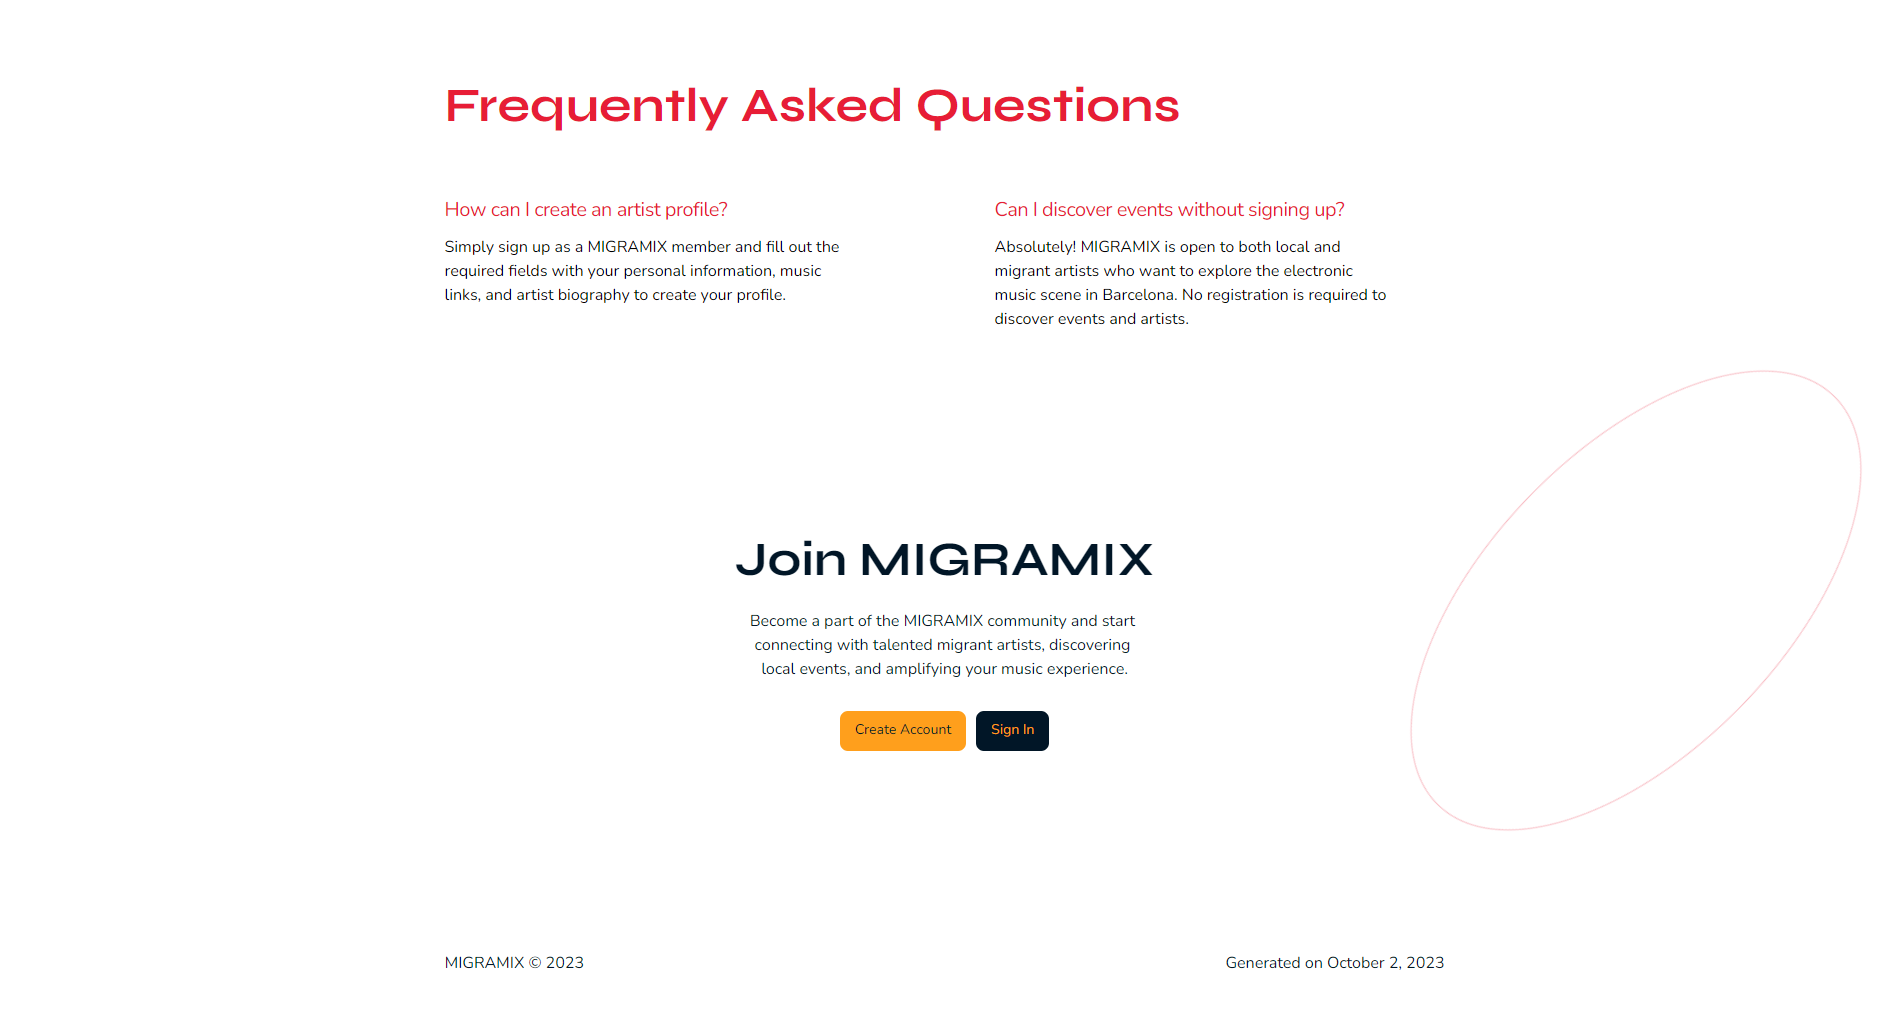 Frequently Asked Questions
How can I create an artist profile?
Simply sign up as a MIGRAMIX member and fill out the
required fields with your personal information, music
links, and artist biography to create your profile.
Can I discover events without signing up?
Absolutely! MIGRAMIX is open to both local and
migrant artists who want to explore the electronic
music scene in Barcelona. No registration is required to
discover events and artists.
Join MIGRAMIX
Become a part of the MIGRAMIX community and start
connecting with talented migrant artists, discovering
local events, and amplifying your music experience.
Create Account
Sign In
MIGRAMIX © 2023
Generated on October 2, 2023